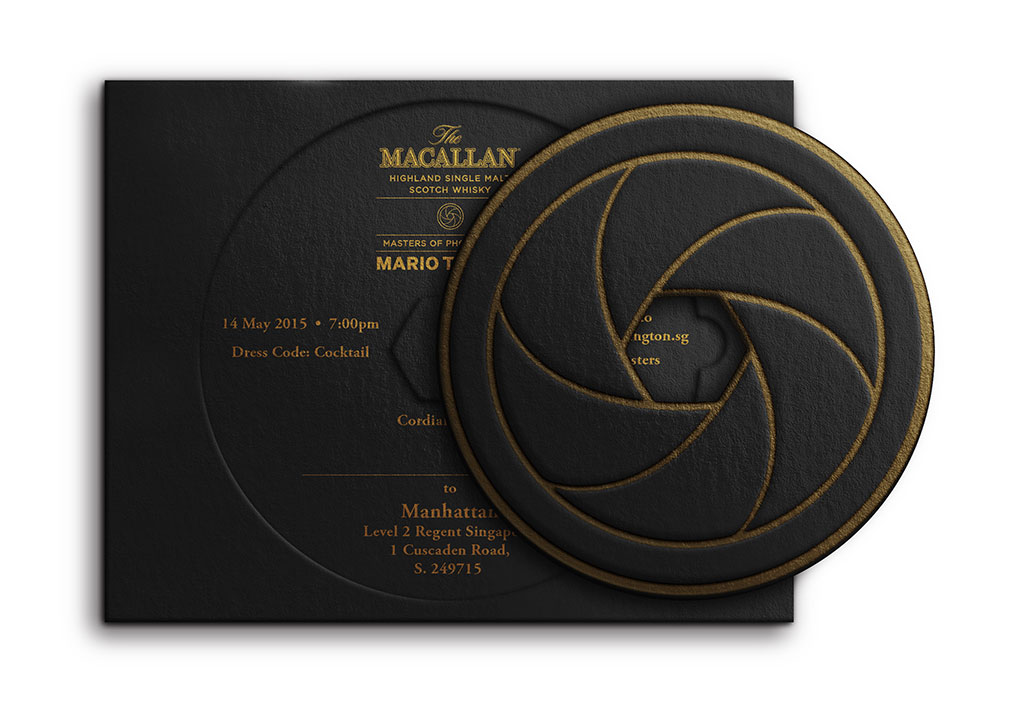 The
MACALLAN
HIGHLAND SINGLE MALT
SCOTCH WHISKY
MASTERS OF PHO
MARIO T
14 May 2015 • 7:00pm
.o
ngton.sg
Dress Code: Cocktail
sters
Cordial
to
Manhattan
Level 2 Regent Singapo
1 Cuscaden Road,
S. 249715